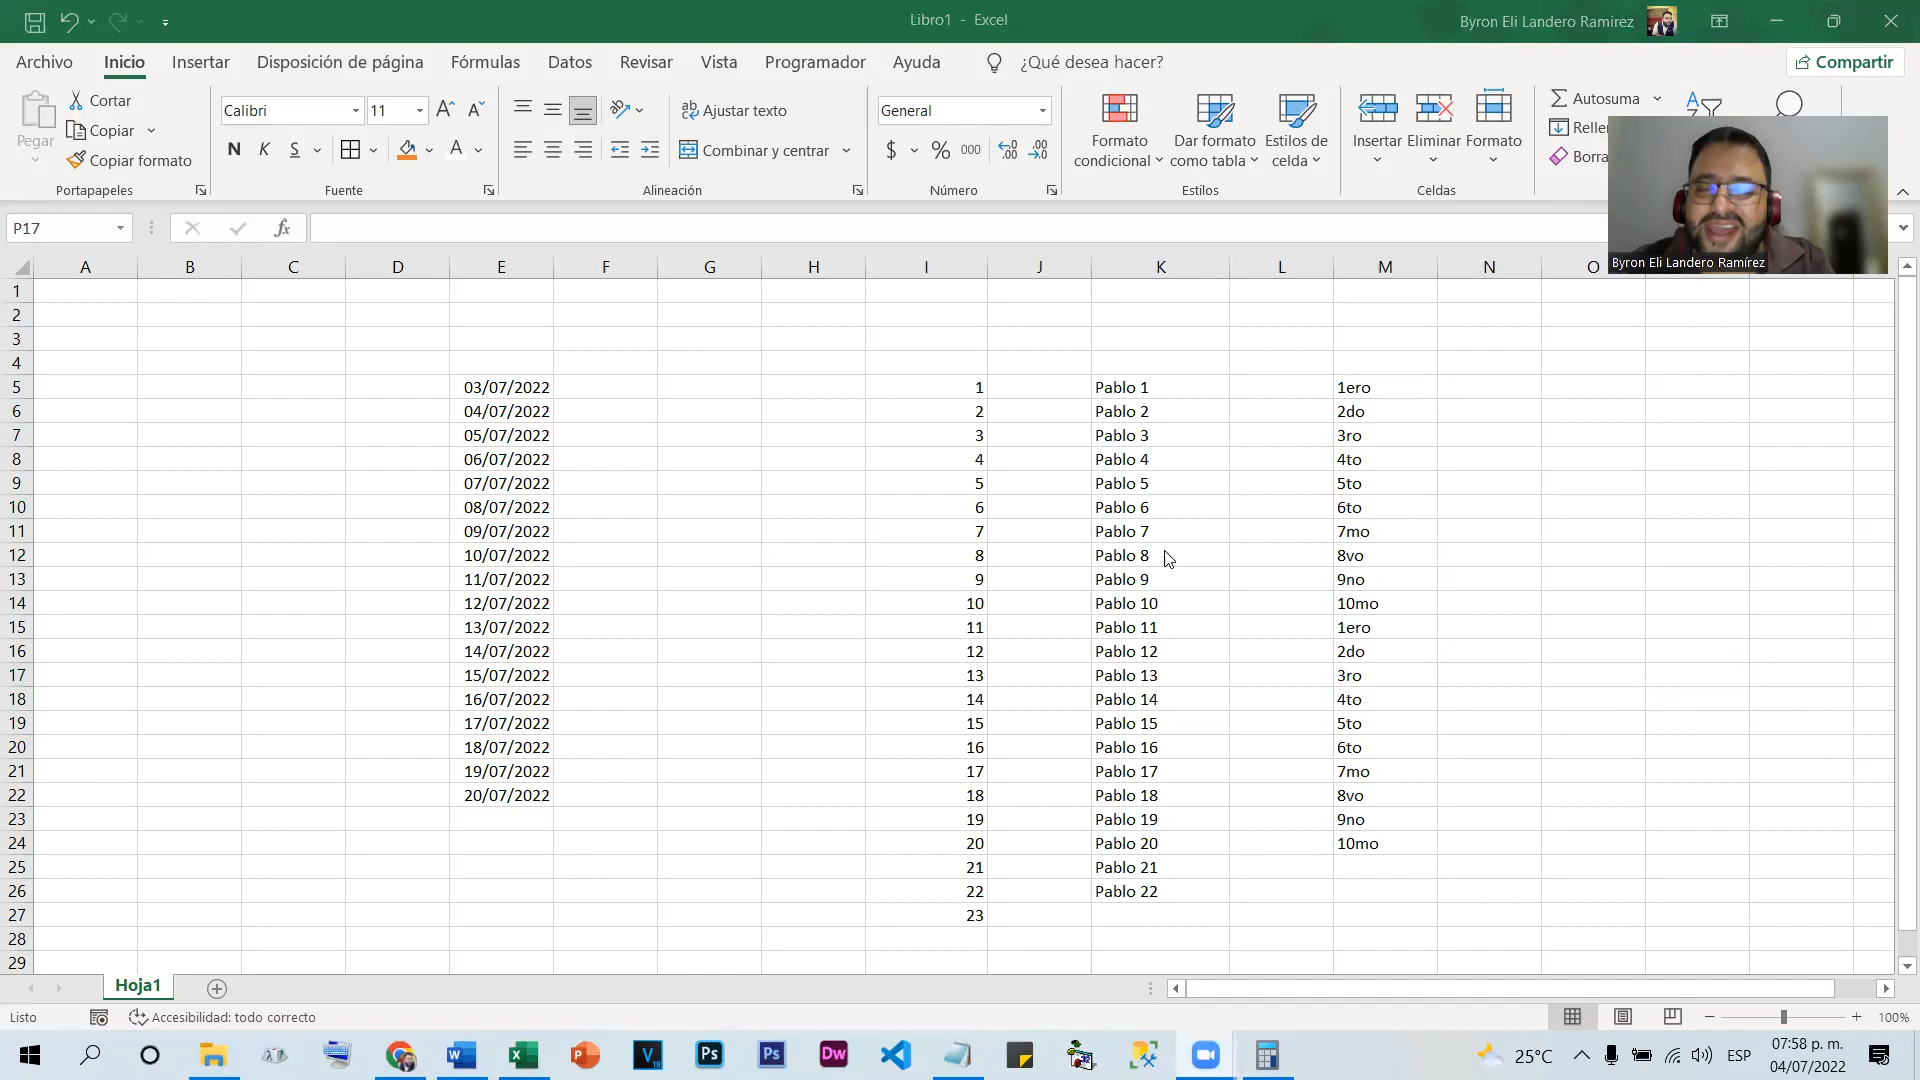 Libro1 - Excel
Byron Eli Landero Ramirez
Archivo Inicio Insertar Disposición de página Fórmulas Datos Revisar Vista Programador Ayuda ¿Qué desea hacer? Compartir
Pegar
Cortar
Copiar
Copiar formato
Portapapeles
Calibri 11
N K S A
Fuente
Ajustar texto
Combinar y centrar
Alineación
General
$ % 000
Número
Formato condicional
Dar formato como tabla
Estilos de celda
Estilos
Insertar Eliminar Formato
Celdas
Autosuma
Relle
Borra
Byron Eli Landero Ramírez
P17 fx
A B C D E F G H I J K L M N O
1
2
3
4
5 03/07/2022 1 Pablo 1 1ero
6 04/07/2022 2 Pablo 2 2do
7 05/07/2022 3 Pablo 3 3ro
8 06/07/2022 4 Pablo 4 4to
9 07/07/2022 5 Pablo 5 5to
10 08/07/2022 6 Pablo 6 6to
11 09/07/2022 7 Pablo 7 7mo
12 10/07/2022 8 Pablo 8 8vo
13 11/07/2022 9 Pablo 9 9no
14 12/07/2022 10 Pablo 10 10mo
15 13/07/2022 11 Pablo 11 1ero
16 14/07/2022 12 Pablo 12 2do
17 15/07/2022 13 Pablo 13 3ro
18 16/07/2022 14 Pablo 14 4to
19 17/07/2022 15 Pablo 15 5to
20 18/07/2022 16 Pablo 16 6to
21 19/07/2022 17 Pablo 17 7mo
22 20/07/2022 18 Pablo 18 8vo
23 19 Pablo 19 9no
24 20 Pablo 20 10mo
25 21 Pablo 21
26 22 Pablo 22
27 23
28
29
Hoja1
Listo Accesibilidad: todo correcto 100%
25°C ESP 07:58 p. m.
04/07/2022